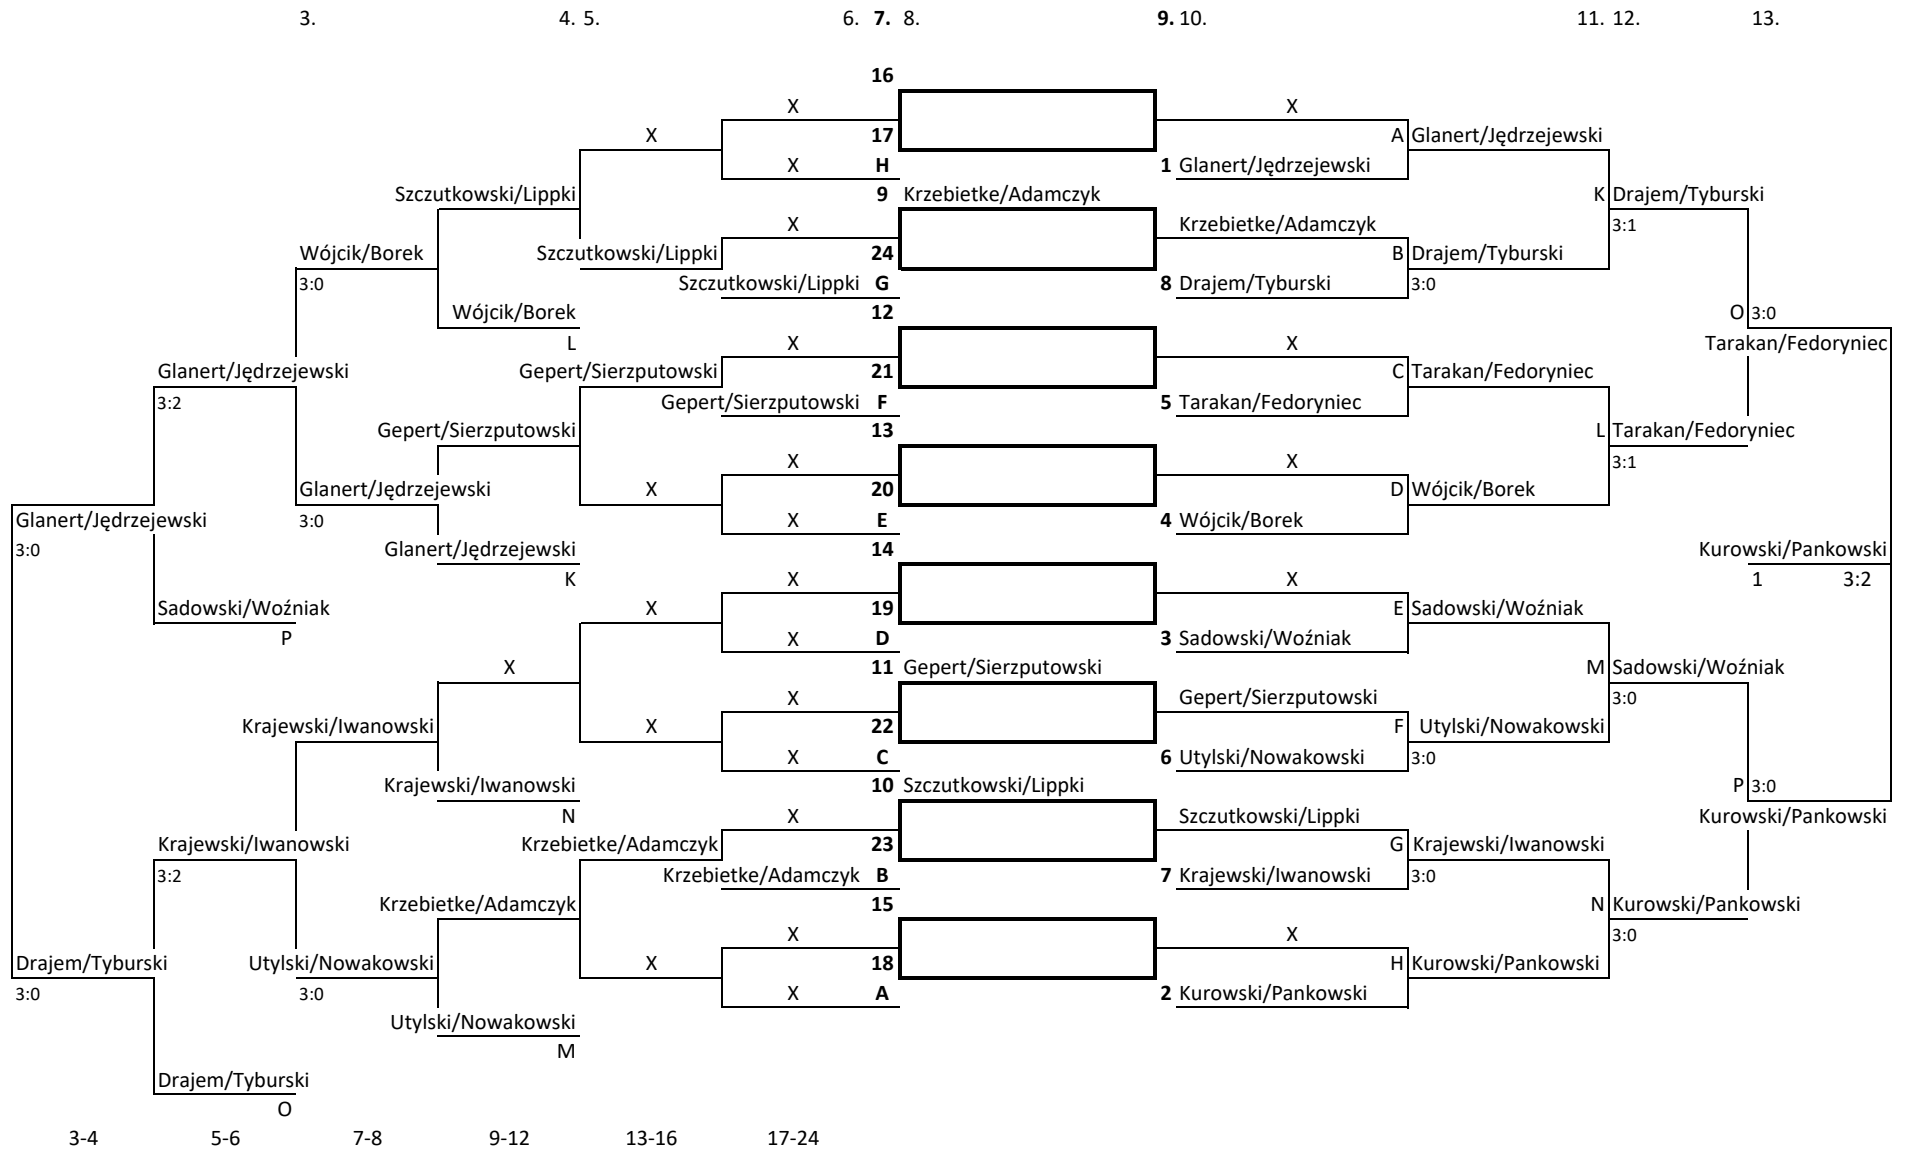 3. 4. 5. 6. 7. 8. 9. 10. 11. 12. 13.
16
X X
X 17 A Glanert/Jędrzejewski
X H 1 Glanert/Jędrzejewski
Szczutkowski/Lippki 9 Krzebietke/Adamczyk K Drajem/Tyburski
X Krzebietke/Adamczyk 3:1
Wójcik/Borek Szczutkowski/Lippki 24 B Drajem/Tyburski
3:0 Szczutkowski/Lippki G 8 Drajem/Tyburski 3:0
Wójcik/Borek 12 O 3:0
L X X Tarakan/Fedoryniec
Glanert/Jędrzejewski Gepert/Sierzputowski 21 C Tarakan/Fedoryniec
3:2 Gepert/Sierzputowski F 5 Tarakan/Fedoryniec
Gepert/Sierzputowski 13 L Tarakan/Fedoryniec
X X 3:1
Glanert/Jędrzejewski X 20 D Wójcik/Borek
Glanert/Jędrzejewski 3:0 X E 4 Wójcik/Borek
3:0 Glanert/Jędrzejewski 14 Kurowski/Pankowski
K X X 1 3:2
Sadowski/Woźniak X 19 E Sadowski/Woźniak
P X D 3 Sadowski/Woźniak
X 11 Gepert/Sierzputowski M Sadowski/Woźniak
X Gepert/Sierzputowski 3:0
Krajewski/Iwanowski X 22 F Utylski/Nowakowski
X C 6 Utylski/Nowakowski 3:0
Krajewski/Iwanowski 10 Szczutkowski/Lippki P 3:0
N X Szczutkowski/Lippki Kurowski/Pankowski
Krajewski/Iwanowski Krzebietke/Adamczyk 23 G Krajewski/Iwanowski
3:2 Krzebietke/Adamczyk B 7 Krajewski/Iwanowski 3:0
Krzebietke/Adamczyk 15 N Kurowski/Pankowski
X X 3:0
Drajem/Tyburski Utylski/Nowakowski X 18 H Kurowski/Pankowski
3:0 3:0 X A 2 Kurowski/Pankowski
Utylski/Nowakowski
M
Drajem/Tyburski
O
3-4 5-6 7-8 9-12 13-16 17-24